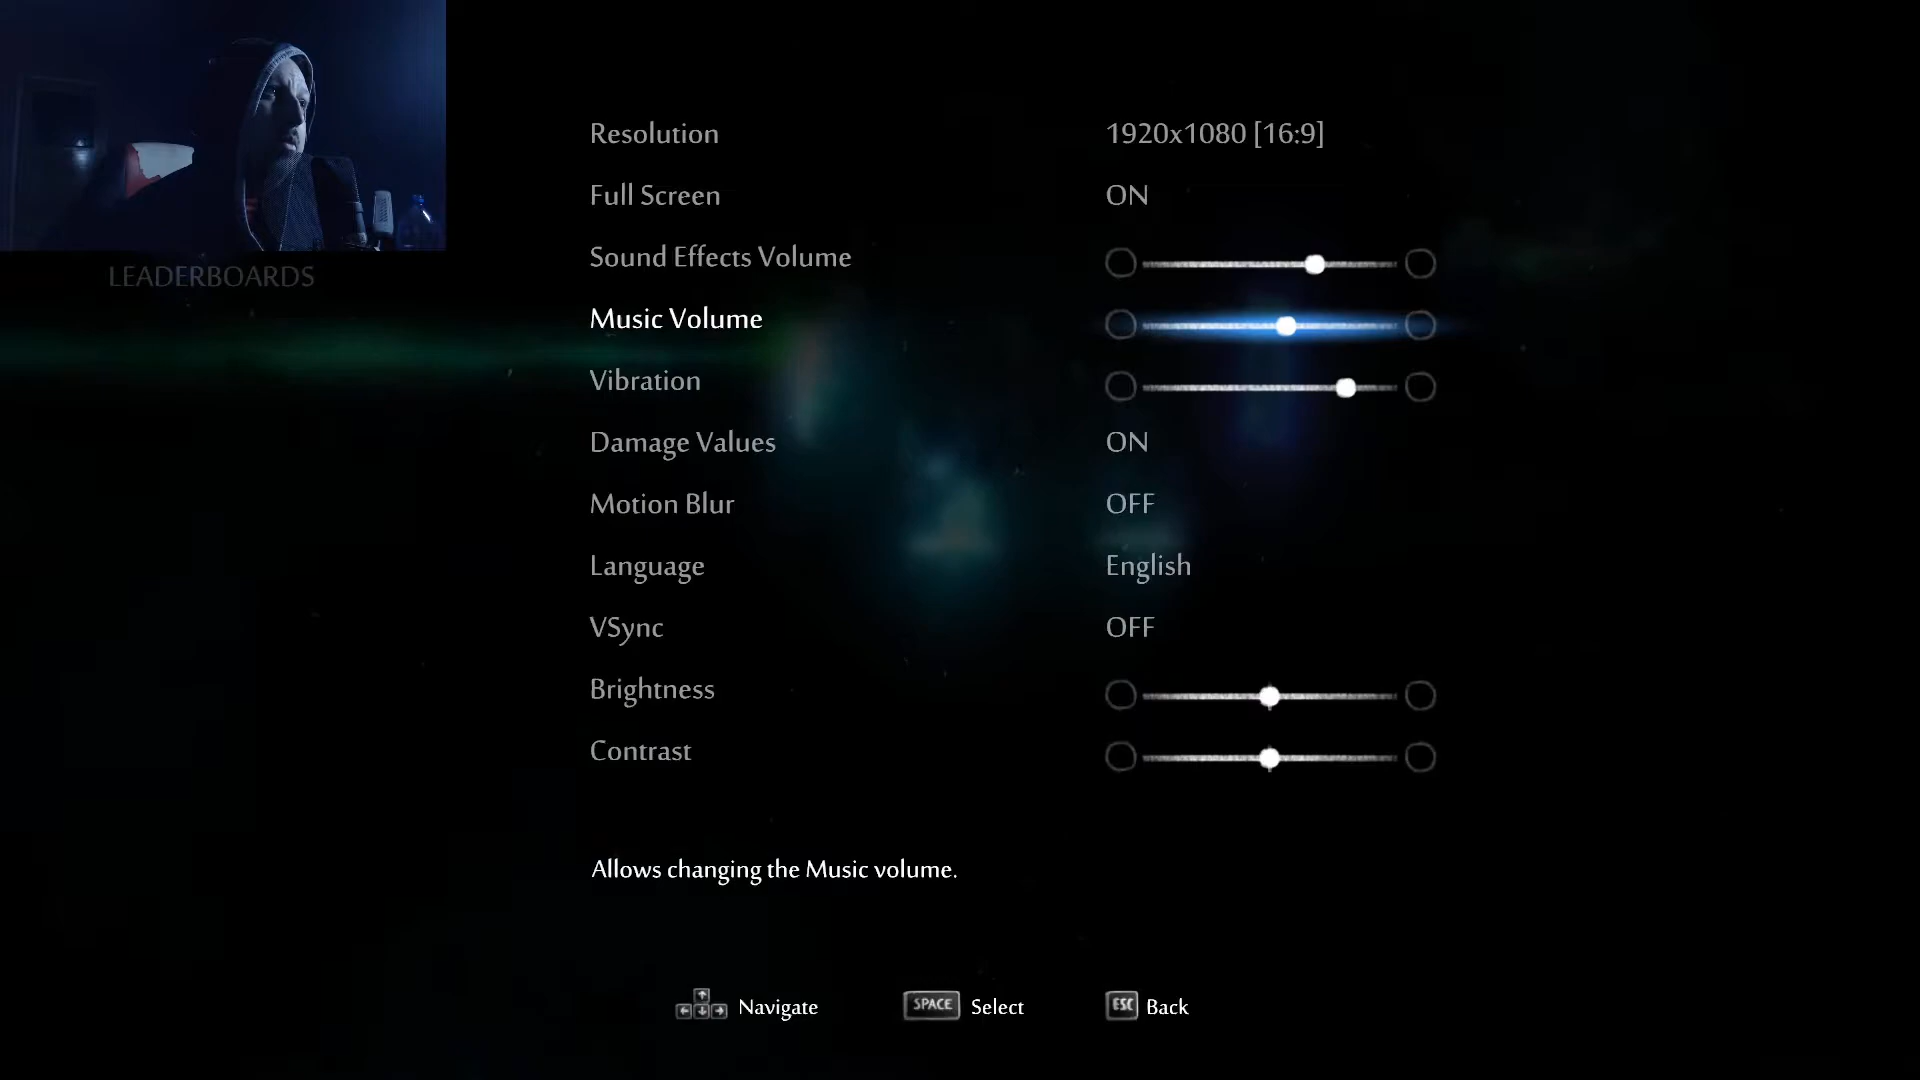 LEADERBOARDS
Resolution 1920x1080 [16:9]
Full Screen ON
Sound Effects Volume
Music Volume
Vibration
Damage Values ON
Motion Blur OFF
Language English
VSync OFF
Brightness
Contrast
Allows changing the Music volume.
Navigate SPACE Select ESC Back